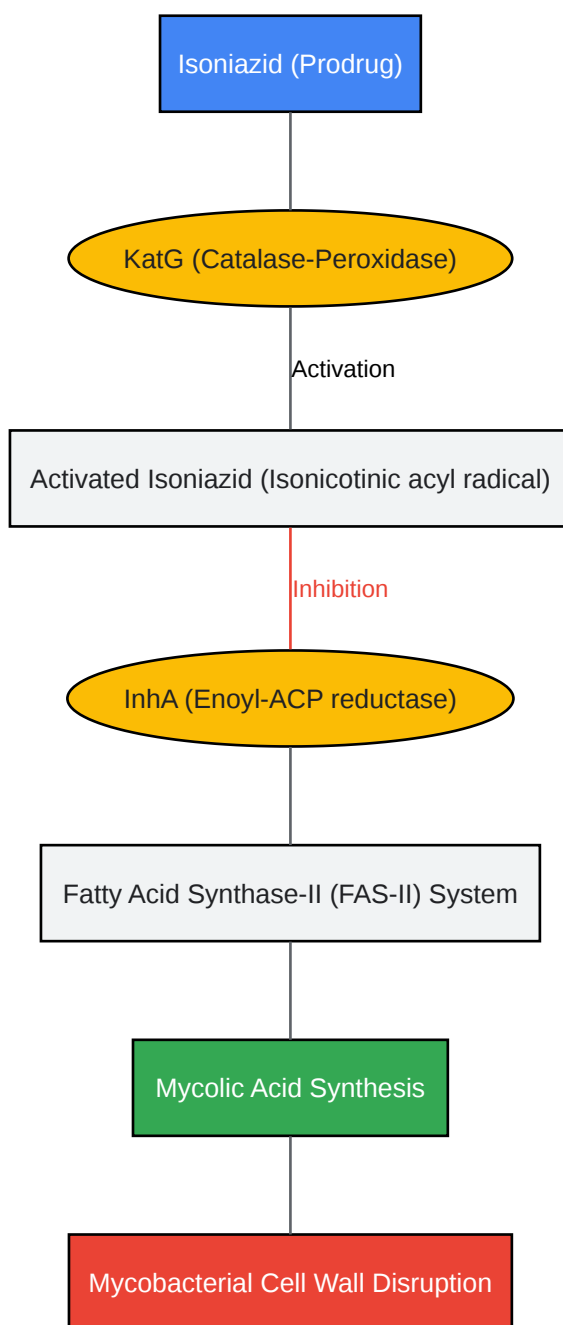 Isoniazid (Prodrug)
KatG (Catalase-Peroxidase)
Activation
Activated Isoniazid (Isonicotinic acyl radical)
Inhibition
InhA (Enoyl-ACP reductase)
Fatty Acid Synthase-II (FAS-II) System
Mycolic Acid Synthesis
Mycobacterial Cell Wall Disruption